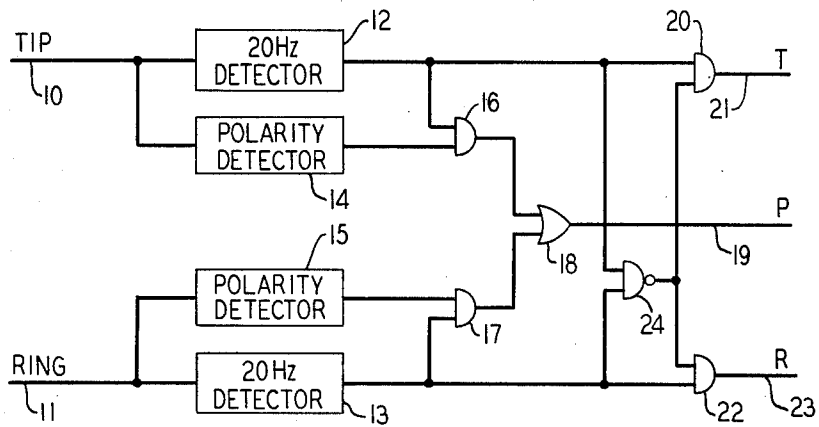 TIP
10
20Hz
DETECTOR
12
20
T
21
16
POLARITY
DETECTOR
14
P
15
18
19
POLARITY
DETECTOR
17
24
RING
11
20Hz
DETECTOR
13
22
R
23